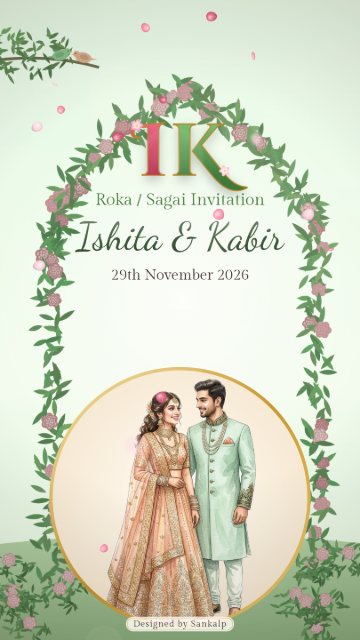 IK
Roka / Sagai Invitation
Ishita & Kabir
29th November 2026
Designed by Sankalp